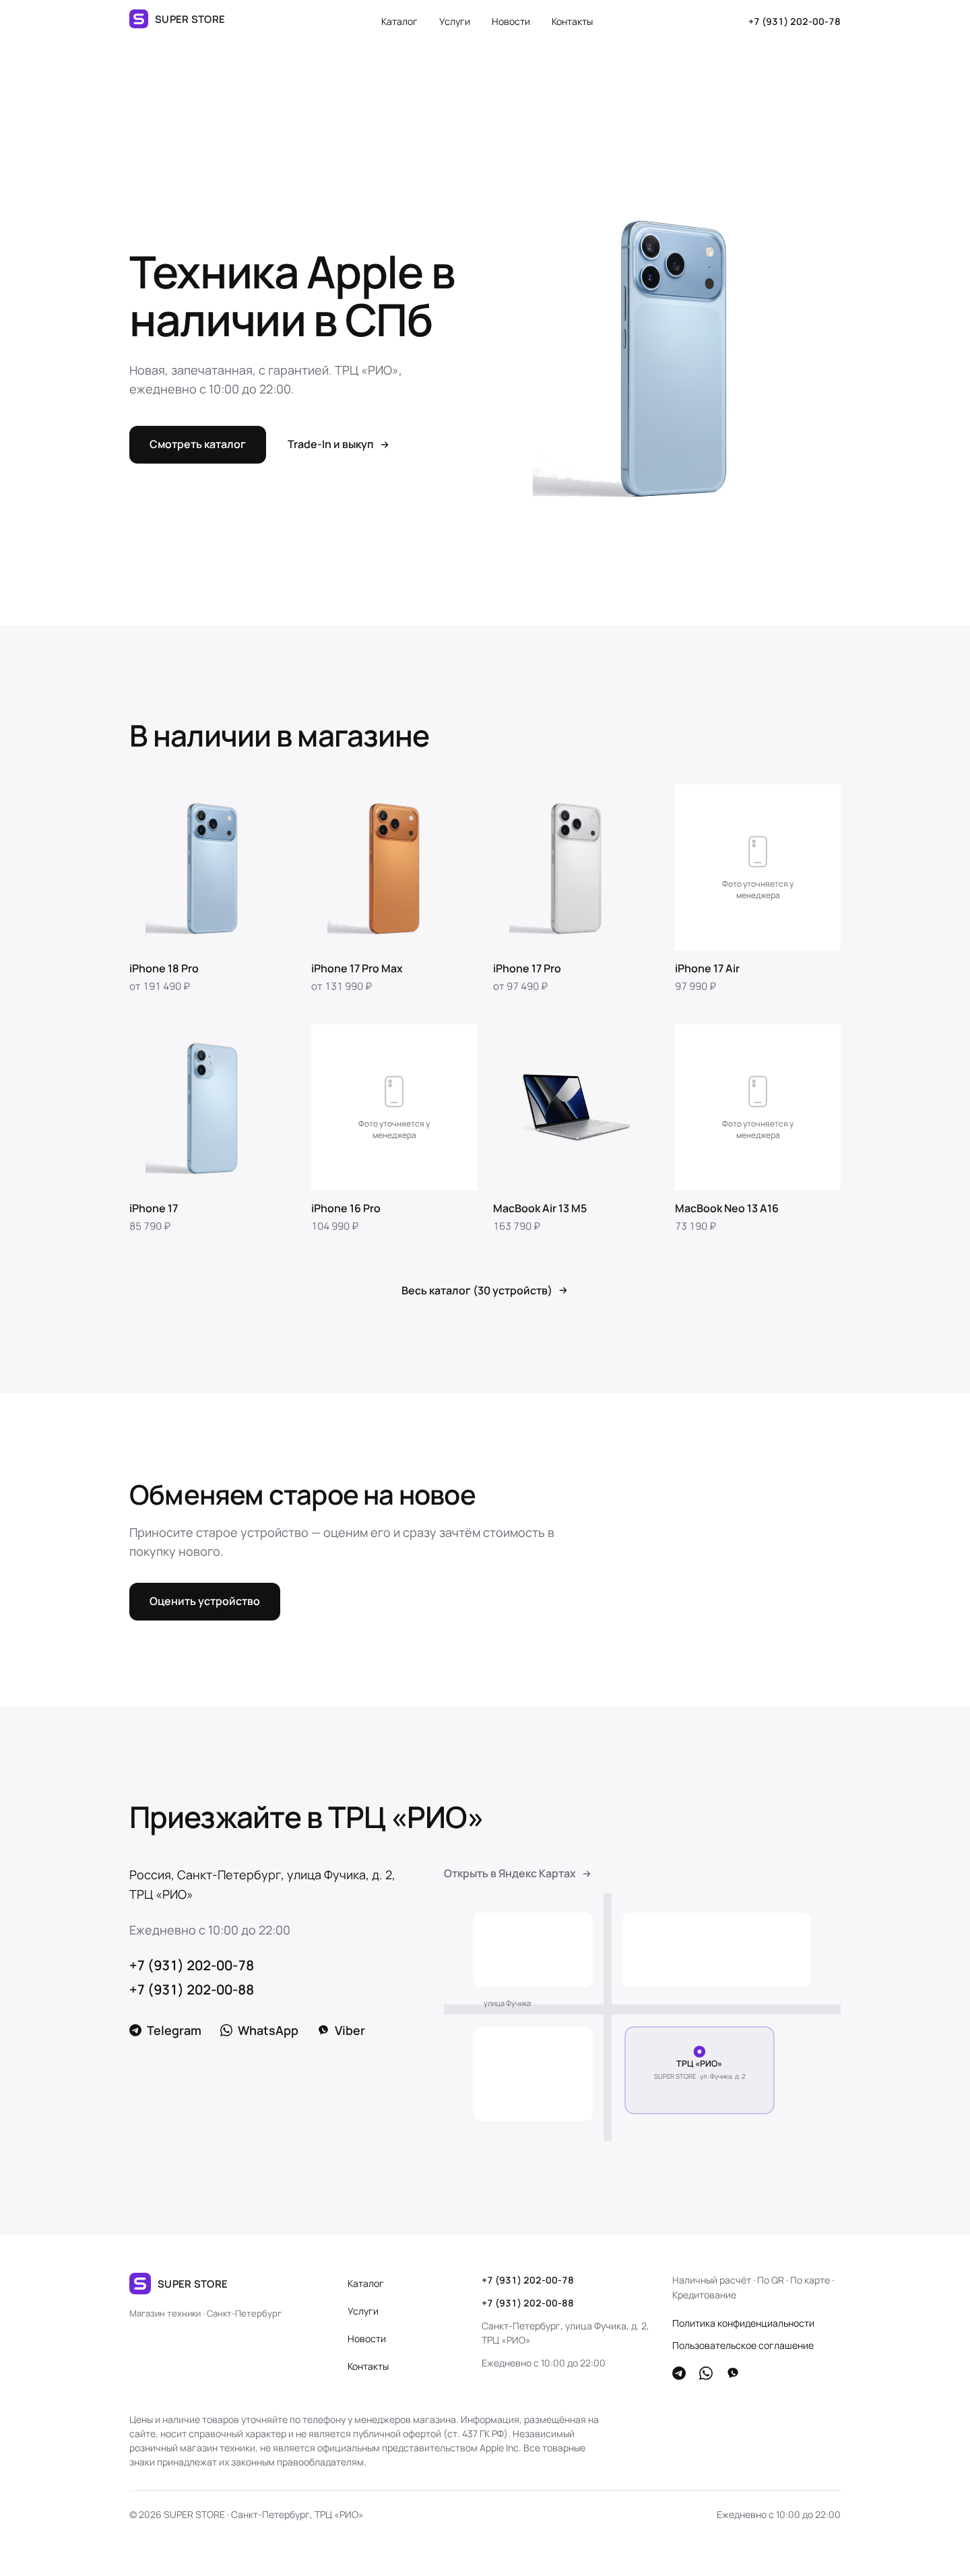 SUPER STORE
Каталог Услуги Новости Контакты
+7 (931) 202-00-78
Техника Apple в
наличии в СПб
Новая, запечатанная, с гарантией. ТРЦ «РИО»,
ежедневно с 10:00 до 22:00.
Смотреть каталог
Trade-In и выкуп →
В наличии в магазине
Фото уточняется у
менеджера
iPhone 18 Pro
от 191 490 ₽
iPhone 17 Pro Max
от 131 990 ₽
iPhone 17 Pro
от 97 490 ₽
iPhone 17 Air
97 990 ₽
Фото уточняется у
менеджера
Фото уточняется у
менеджера
iPhone 17
85 790 ₽
iPhone 16 Pro
104 990 ₽
MacBook Air 13 M5
163 790 ₽
MacBook Neo 13 A16
73 190 ₽
Весь каталог (30 устройств) →
Обменяем старое на новое
Приносите старое устройство — оценим его и сразу зачтём стоимость в
покупку нового.
Оценить устройство
Приезжайте в ТРЦ «РИО»
Россия, Санкт-Петербург, улица Фучика, д. 2,
ТРЦ «РИО»
Ежедневно с 10:00 до 22:00
+7 (931) 202-00-78
+7 (931) 202-00-88
Telegram WhatsApp Viber
Открыть в Яндекс Картах →
улица Фучика
ТРЦ «РИО»
SUPER STORE · ул. Фучика, д. 2
SUPER STORE
Магазин техники · Санкт-Петербург
Каталог
Услуги
Новости
Контакты
+7 (931) 202-00-78
+7 (931) 202-00-88
Санкт-Петербург, улица Фучика, д. 2,
ТРЦ «РИО»
Ежедневно с 10:00 до 22:00
Наличный расчёт · По QR · По карте ·
Кредитование
Политика конфиденциальности
Пользовательское соглашение
Цены и наличие товаров уточняйте по телефону у менеджеров магазина. Информация, размещённая на
сайте, носит справочный характер и не является публичной офертой (ст. 437 ГК РФ). Независимый
розничный магазин техники, не является официальным представительством Apple Inc. Все товарные
знаки принадлежат их законным правообладателям.
© 2026 SUPER STORE · Санкт-Петербург, ТРЦ «РИО»
Ежедневно с 10:00 до 22:00